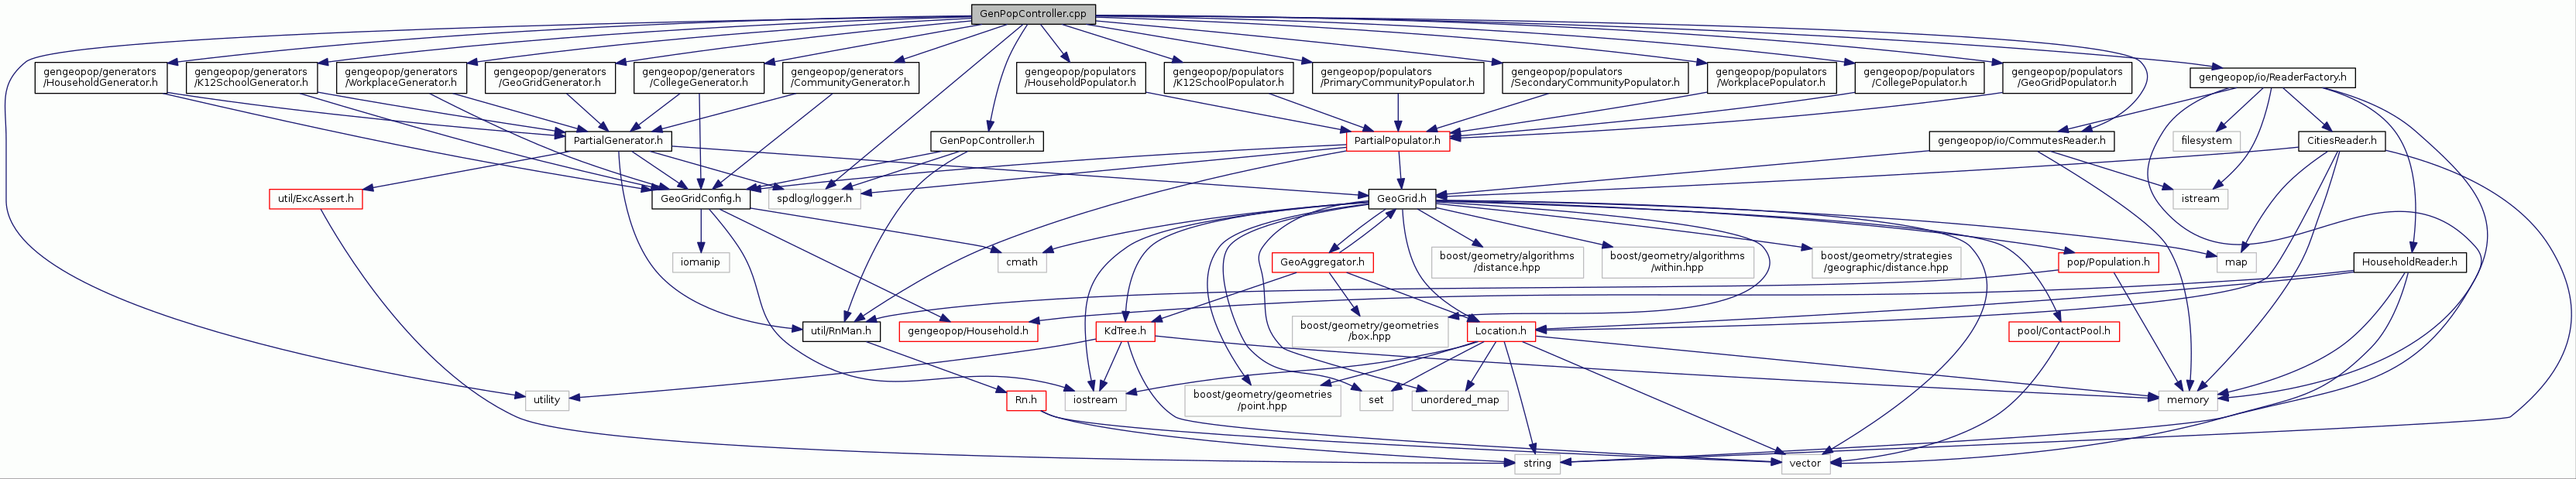 GenPopController.cpp
gengeopop/generators
/HouseholdGenerator.h
gengeopop/generators
/K12SchoolGenerator.h
gengeopop/generators
/WorkplaceGenerator.h
gengeopop/generators
/GeoGridGenerator.h
gengeopop/generators
/CollegeGenerator.h
gengeopop/generators
/CommunityGenerator.h
gengeopop/populators
/HouseholdPopulator.h
gengeopop/populators
/K12SchoolPopulator.h
gengeopop/populators
/PrimaryCommunityPopulator.h
gengeopop/populators
/SecondaryCommunityPopulator.h
gengeopop/populators
/WorkplacePopulator.h
gengeopop/populators
/CollegePopulator.h
gengeopop/populators
/GeoGridPopulator.h
gengeopop/io/ReaderFactory.h
PartialGenerator.h
GenPopController.h
PartialPopulator.h
gengeopop/io/CommutesReader.h
filesystem
CitiesReader.h
util/ExcAssert.h
GeoGridConfig.h
spdlog/logger.h
GeoGrid.h
istream
iomanip
cmath
GeoAggregator.h
boost/geometry/algorithms
/distance.hpp
boost/geometry/algorithms
/within.hpp
boost/geometry/strategies
/geographic/distance.hpp
pop/Population.h
map
HouseholdReader.h
util/RnMan.h
gengeopop/Household.h
KdTree.h
boost/geometry/geometries
/box.hpp
Location.h
pool/ContactPool.h
utility
Rn.h
iostream
boost/geometry/geometries
/point.hpp
set
unordered_map
memory
string
vector